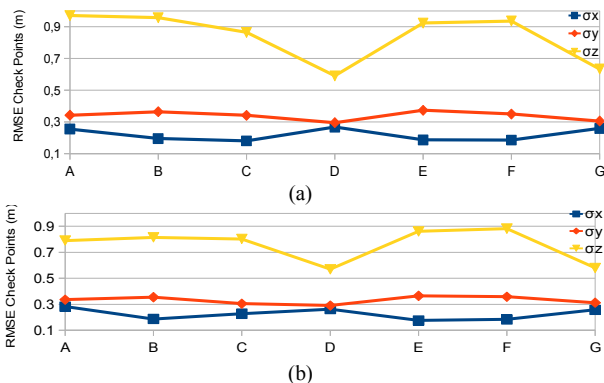 RMSE Check Points (m)
0.9
0.7
0.5
0.3
0.1
σx
σy
σz
A B C D E F G
(a)
RMSE Check Points (m)
0.9
0.7
0.5
0.3
0.1
σx
σy
σz
A B C D E F G
(b)